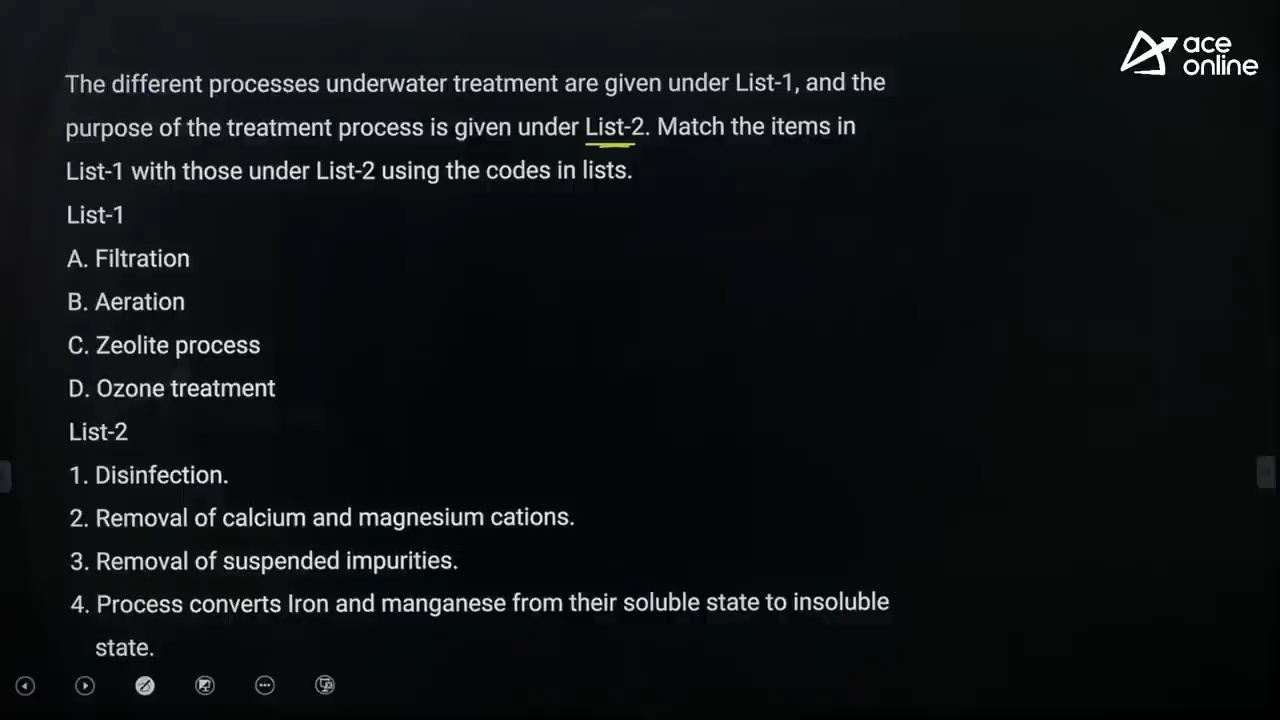 ace
online
The different processes underwater treatment are given under List-1, and the
purpose of the treatment process is given under List-2. Match the items in
List-1 with those under List-2 using the codes in lists.
List-1
A. Filtration
B. Aeration
C. Zeolite process
D. Ozone treatment
List-2
1. Disinfection.
2. Removal of calcium and magnesium cations.
3. Removal of suspended impurities.
4. Process converts Iron and manganese from their soluble state to insoluble
state.